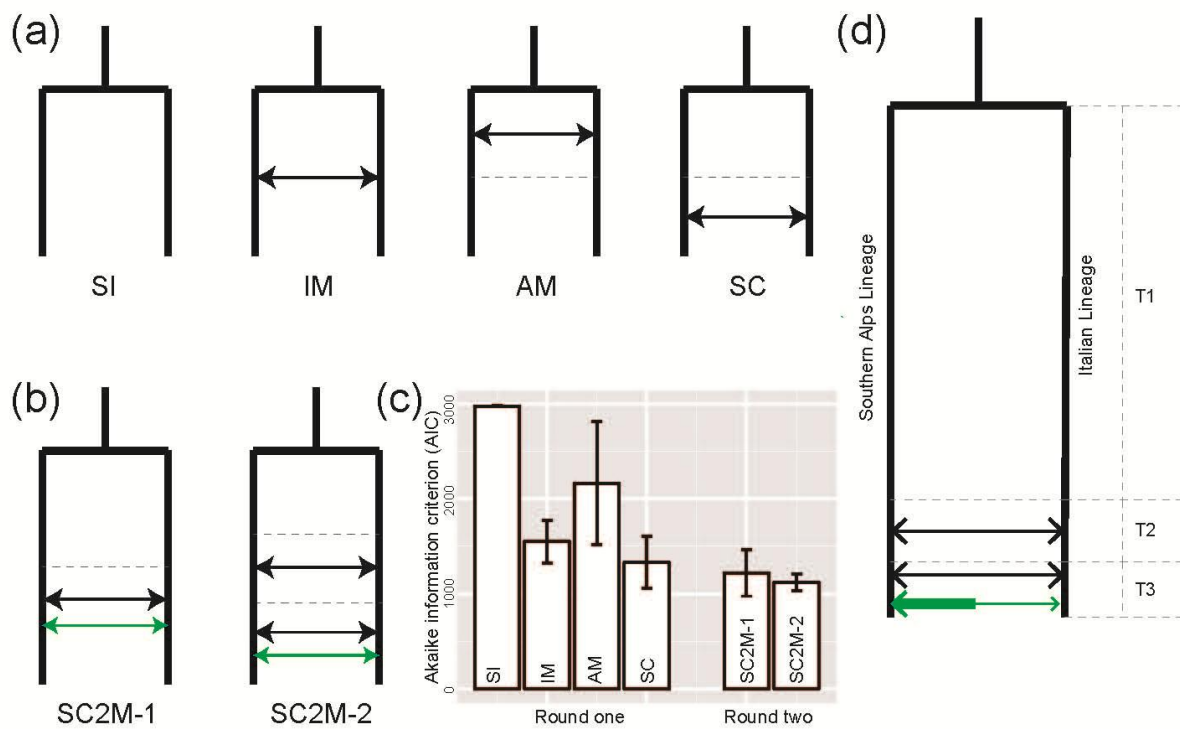 (a)
SI
IM
AM
SC
(b)
SC2M-1
SC2M-2
(c)
Akaike information criterion (AIC)
3000
2000
1000
0
SI
IM
AM
SC
SC2M-1
SC2M-2
Round one
Round two
(d)
Southern Alps Lineage
Italian Lineage
T1
T2
T3